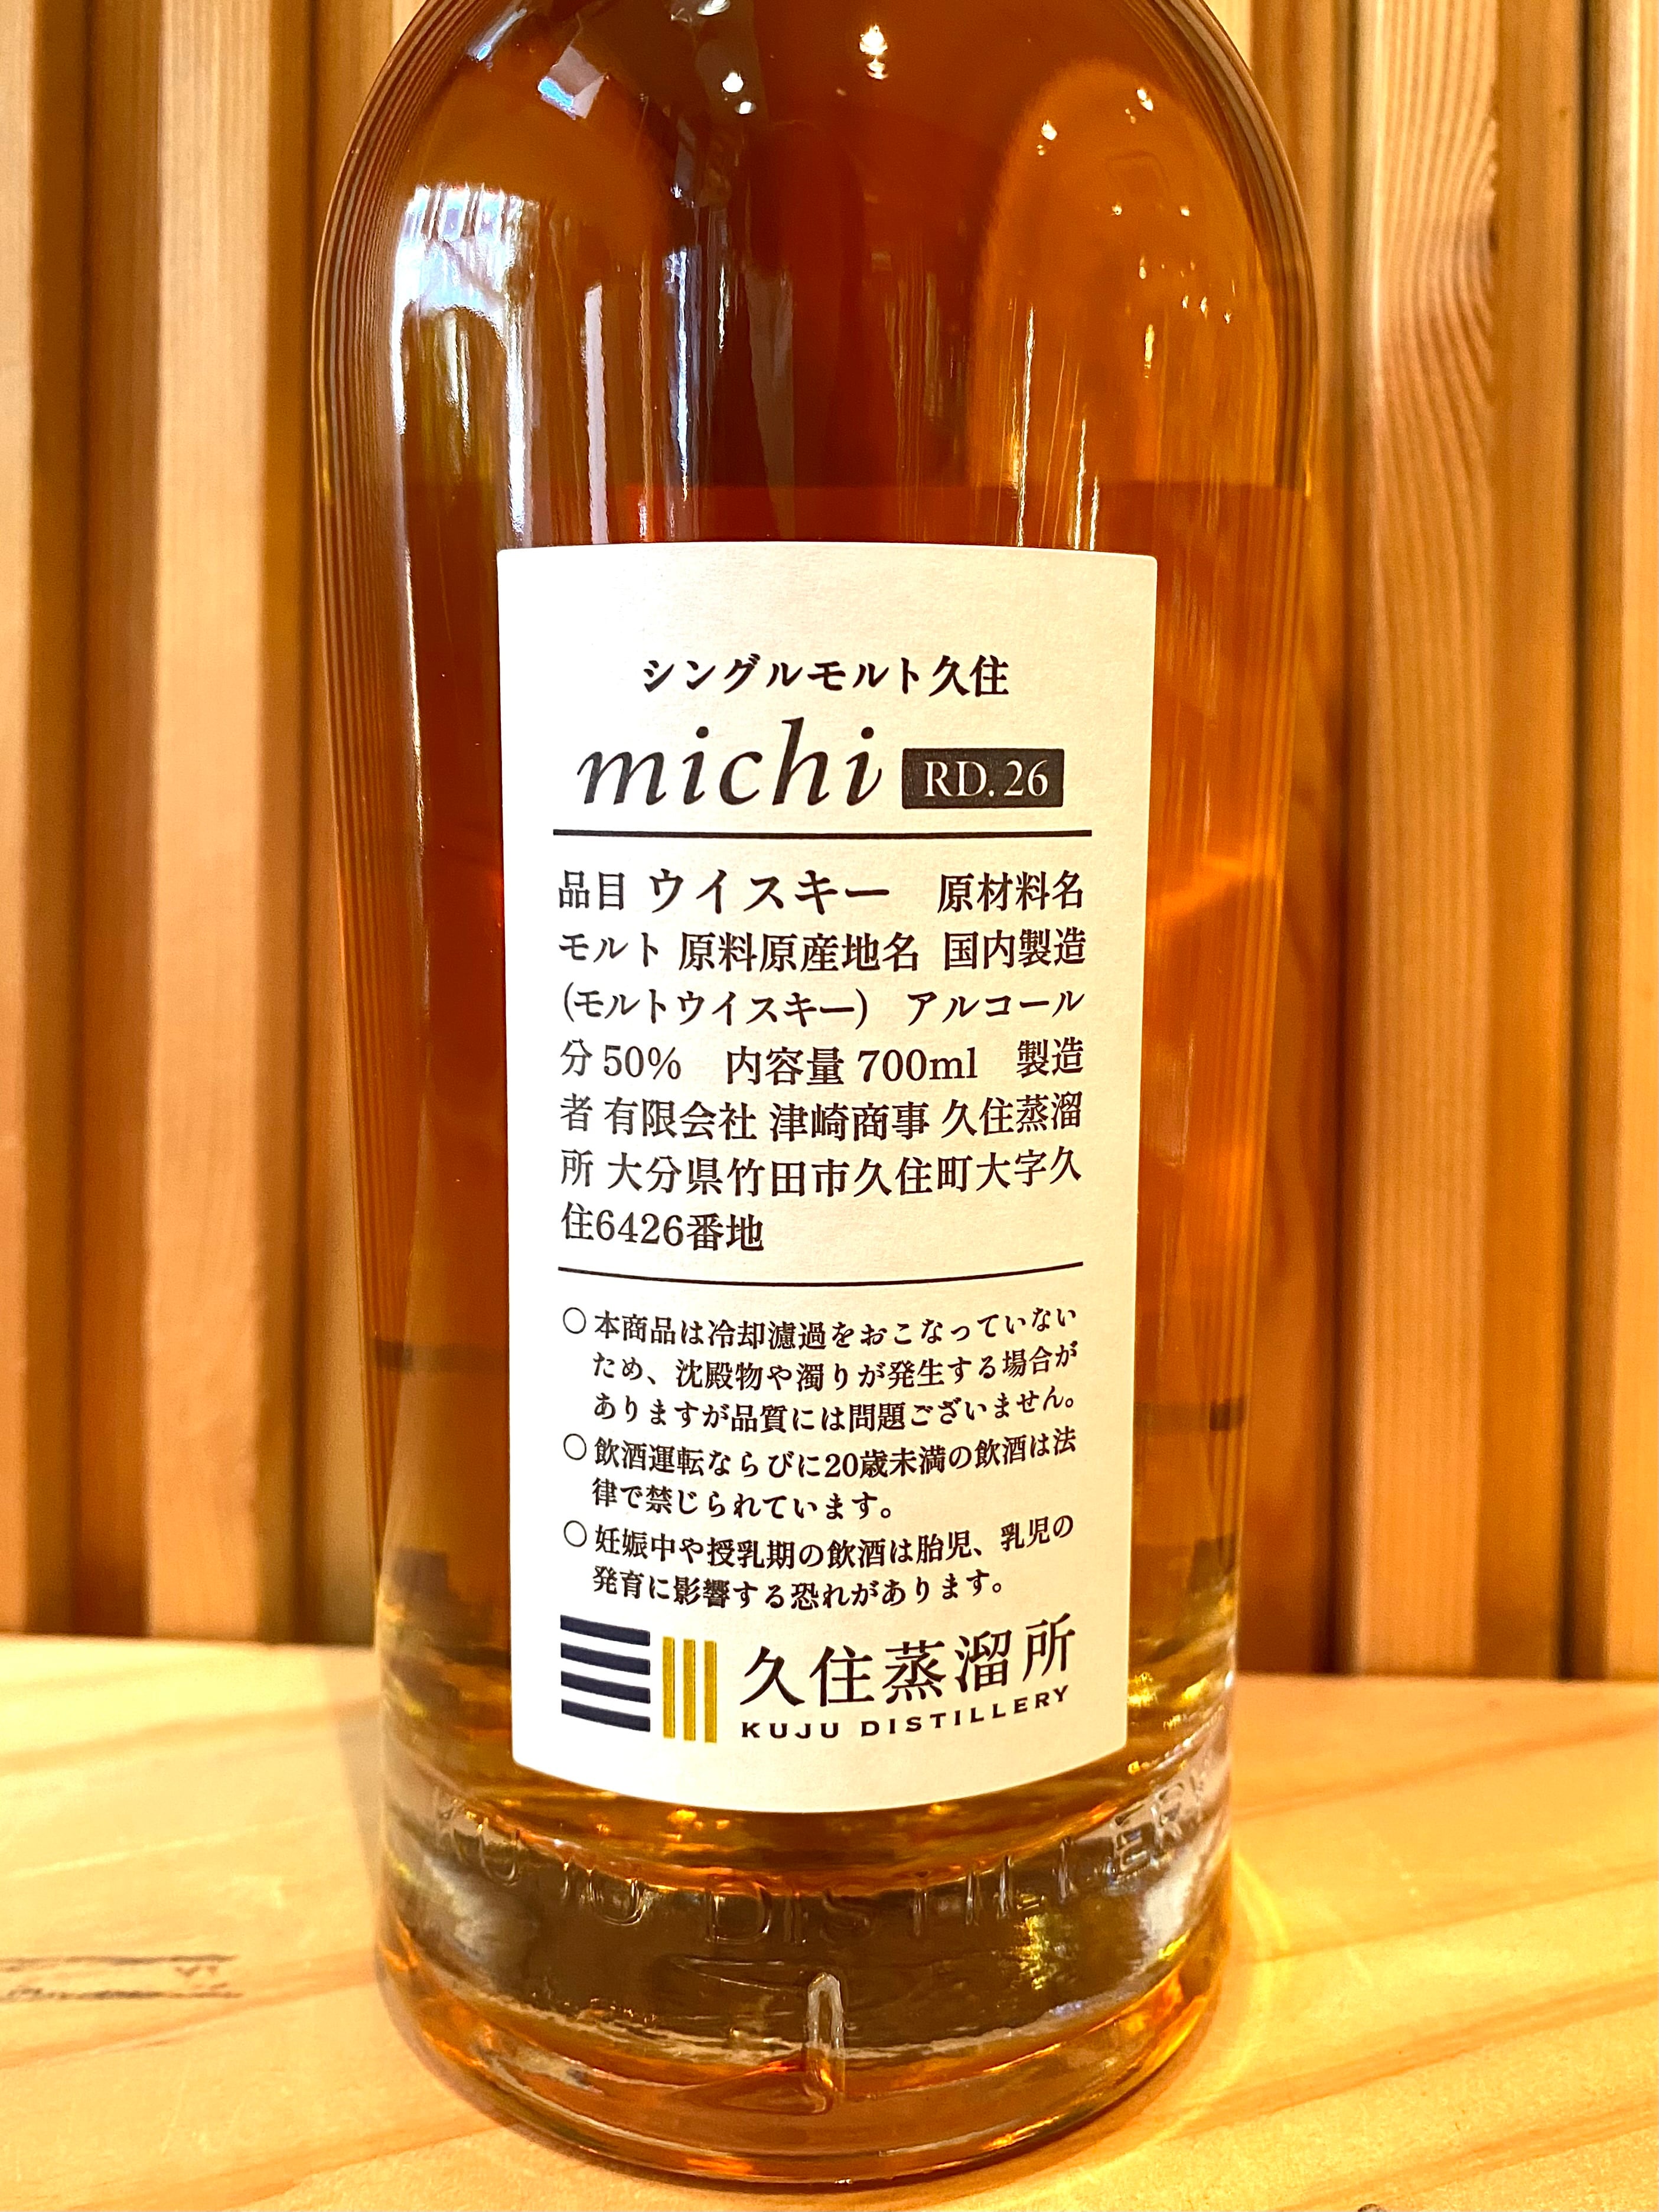 シングルモルト久住
michi RD. 26
品目 ウイスキー 原材料名
モルト 原料原産地名 国内製造
(モルトウイスキー) アルコール
分 50% 内容量 700ml 製造
者 有限会社 津崎商事 久住蒸溜
所 大分県竹田市久住町大字久
住6426番地
○ 本商品は冷却濾過をおこなっていない
ため、沈殿物や濁りが発生する場合が
ありますが品質には問題ございません。
○ 飲酒運転ならびに20歳未満の飲酒は法
律で禁じられています。
○ 妊娠中や授乳期の飲酒は胎児、乳児の
発育に影響する恐れがあります。
久住蒸溜所
KUJU DISTILLERY
KUJU DISTILLERY